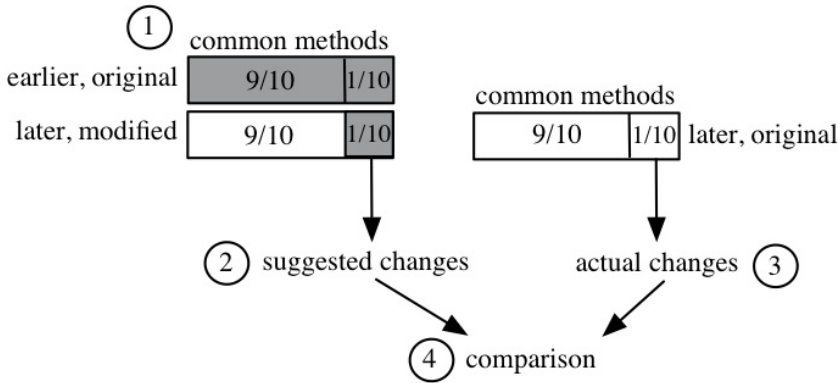 1
common methods
earlier, original 9/10 1/10
common methods
later, modified 9/10 1/10
9/10 1/10 later, original
2 suggested changes
actual changes 3
4 comparison